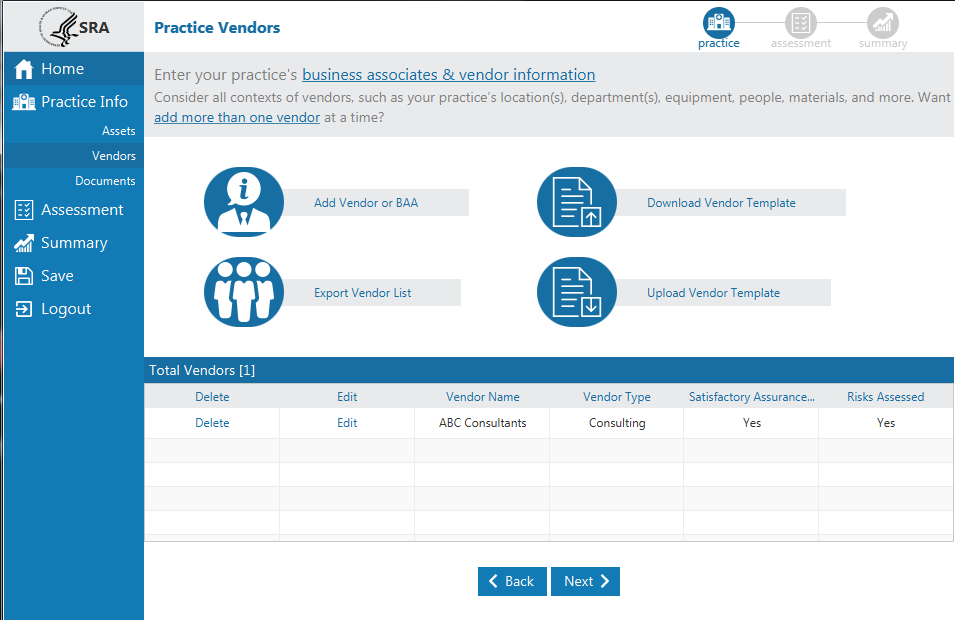 SRA
Practice Vendors
practice
assessment
summary
Home
Practice Info
Assets
Vendors
Documents
Assessment
Summary
Save
Logout
Enter your practice's business associates & vendor information
Consider all contexts of vendors, such as your practice's location(s), department(s), equipment, people, materials, and more. Want
add more than one vendor at a time?
Add Vendor or BAA
Download Vendor Template
Export Vendor List
Upload Vendor Template
Total Vendors [1]
Delete Edit Vendor Name Vendor Type Satisfactory Assurance... Risks Assessed
Delete Edit ABC Consultants Consulting Yes Yes
Back
Next